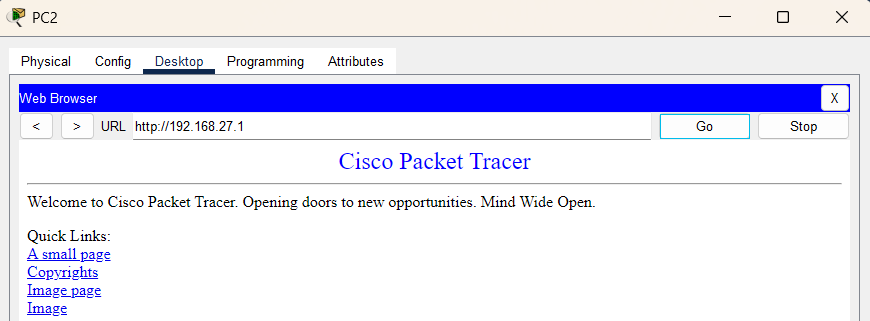 PC2
Physical Config Desktop Programming Attributes
Web Browser X
< > URL http://192.168.27.1 Go Stop
Cisco Packet Tracer
Welcome to Cisco Packet Tracer. Opening doors to new opportunities. Mind Wide Open.
Quick Links:
A small page
Copyrights
Image page
Image